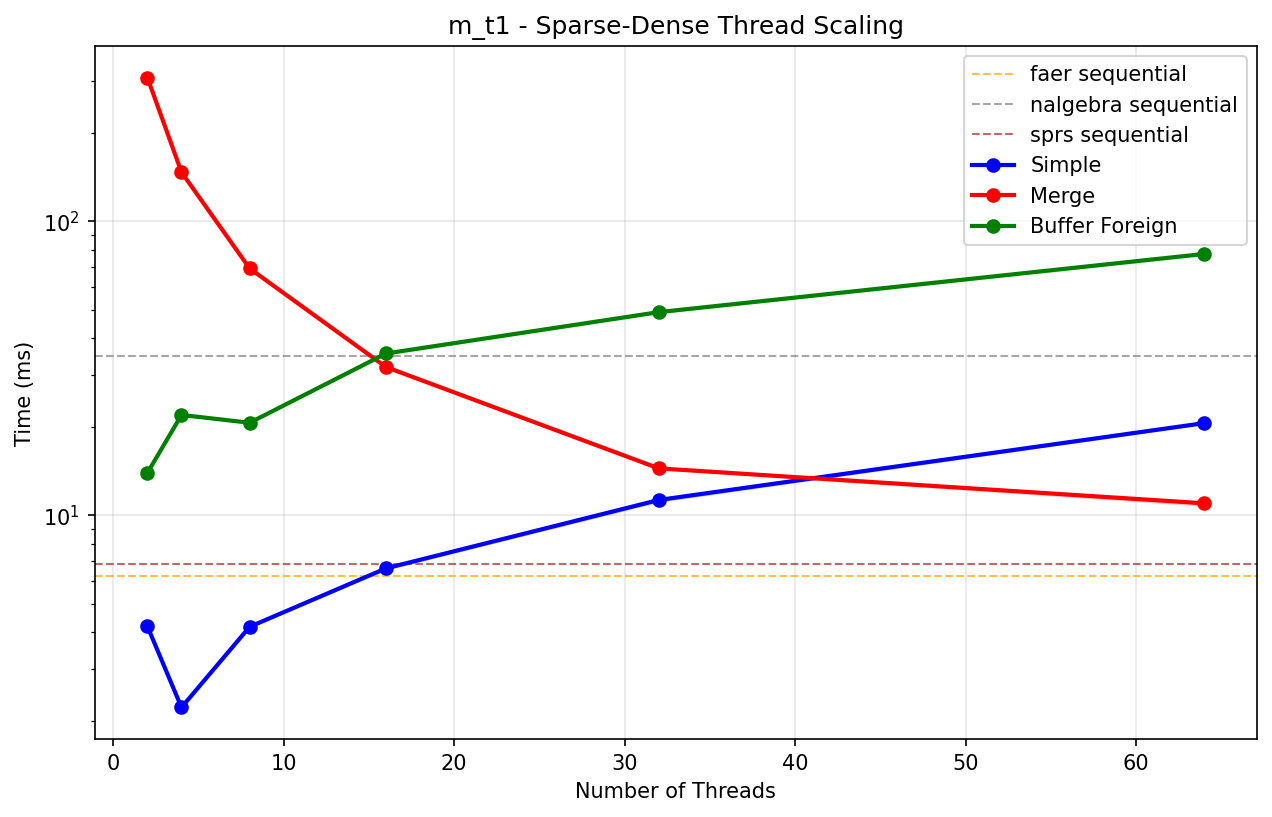 m_t1 - Sparse-Dense Thread Scaling
faer sequential
nalgebra sequential
sprs sequential
Simple
Merge
Buffer Foreign
Time (ms)
10²
10¹
0 10 20 30 40 50 60
Number of Threads